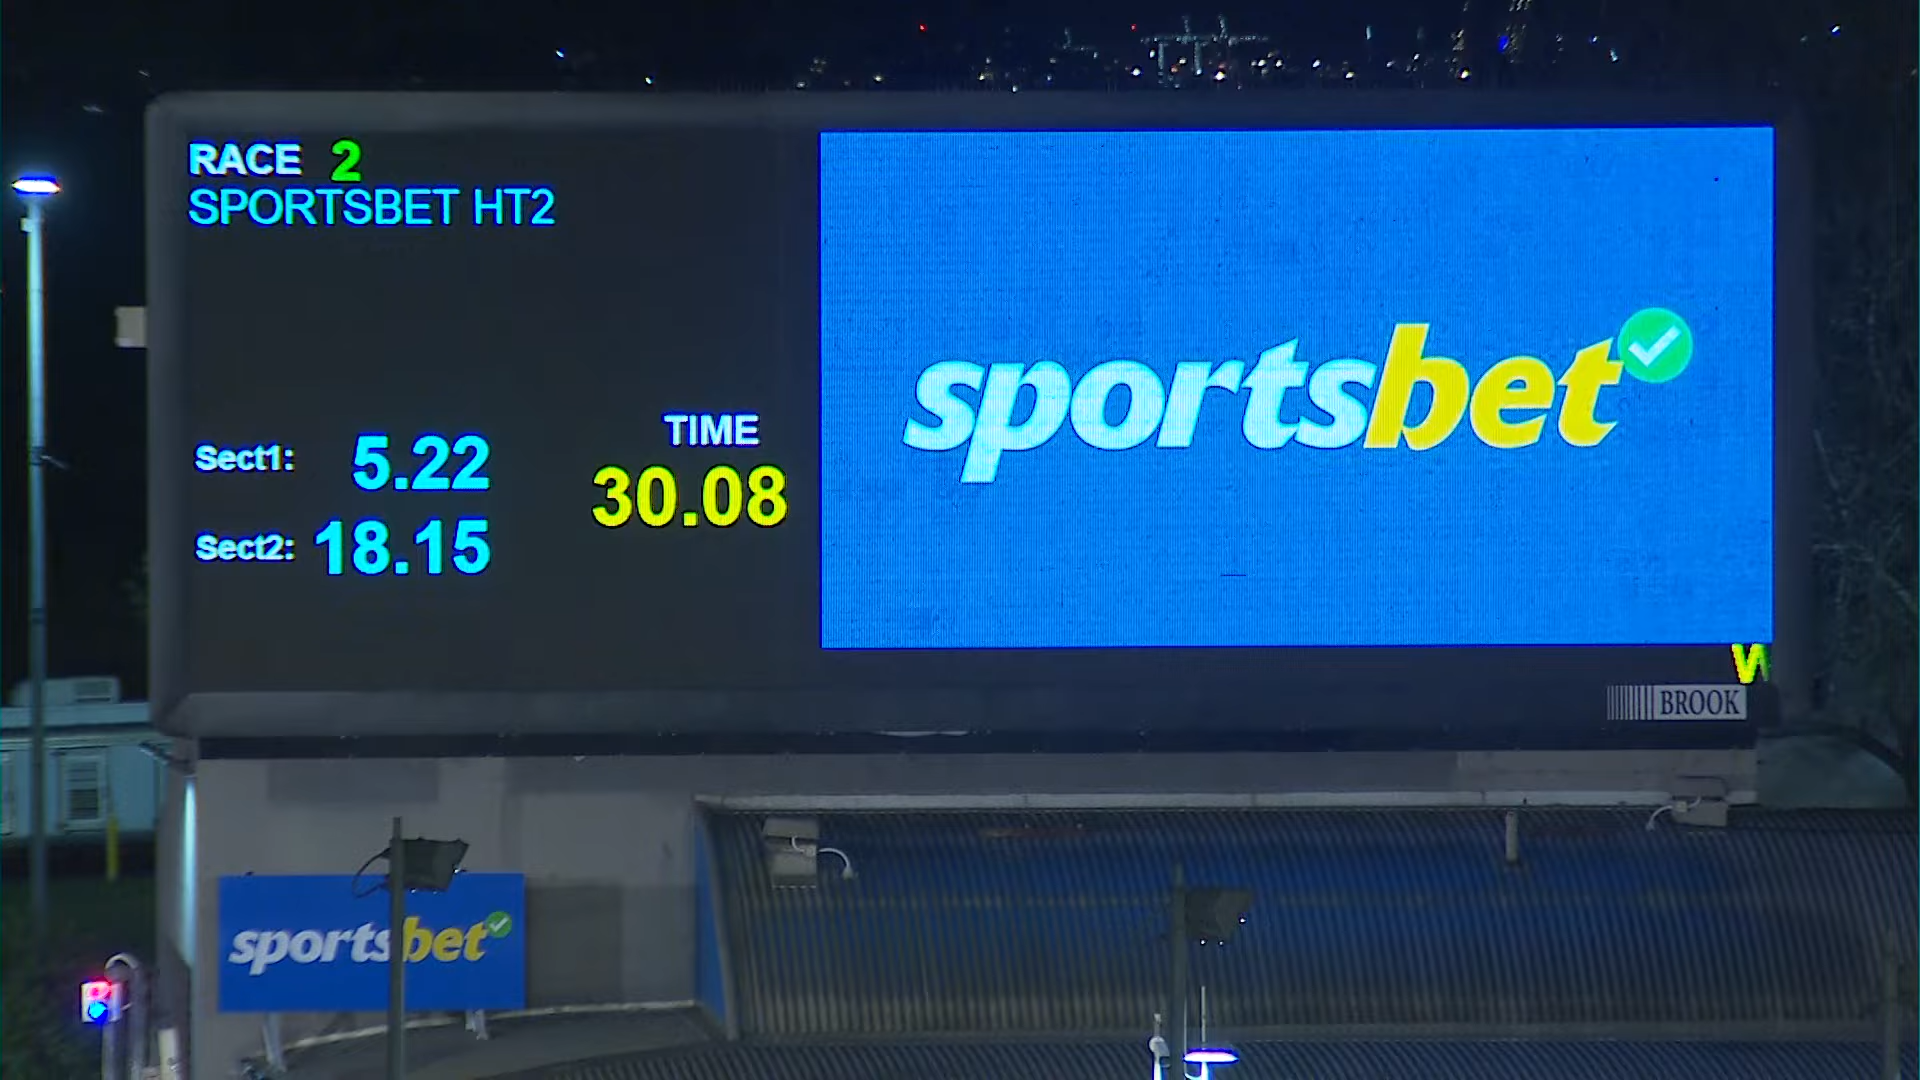 RACE 2
SPORTSBET HT2
Sect1: 5.22
Sect2: 18.15
TIME
30.08
sportsbet
W
BROOK
sportsbet